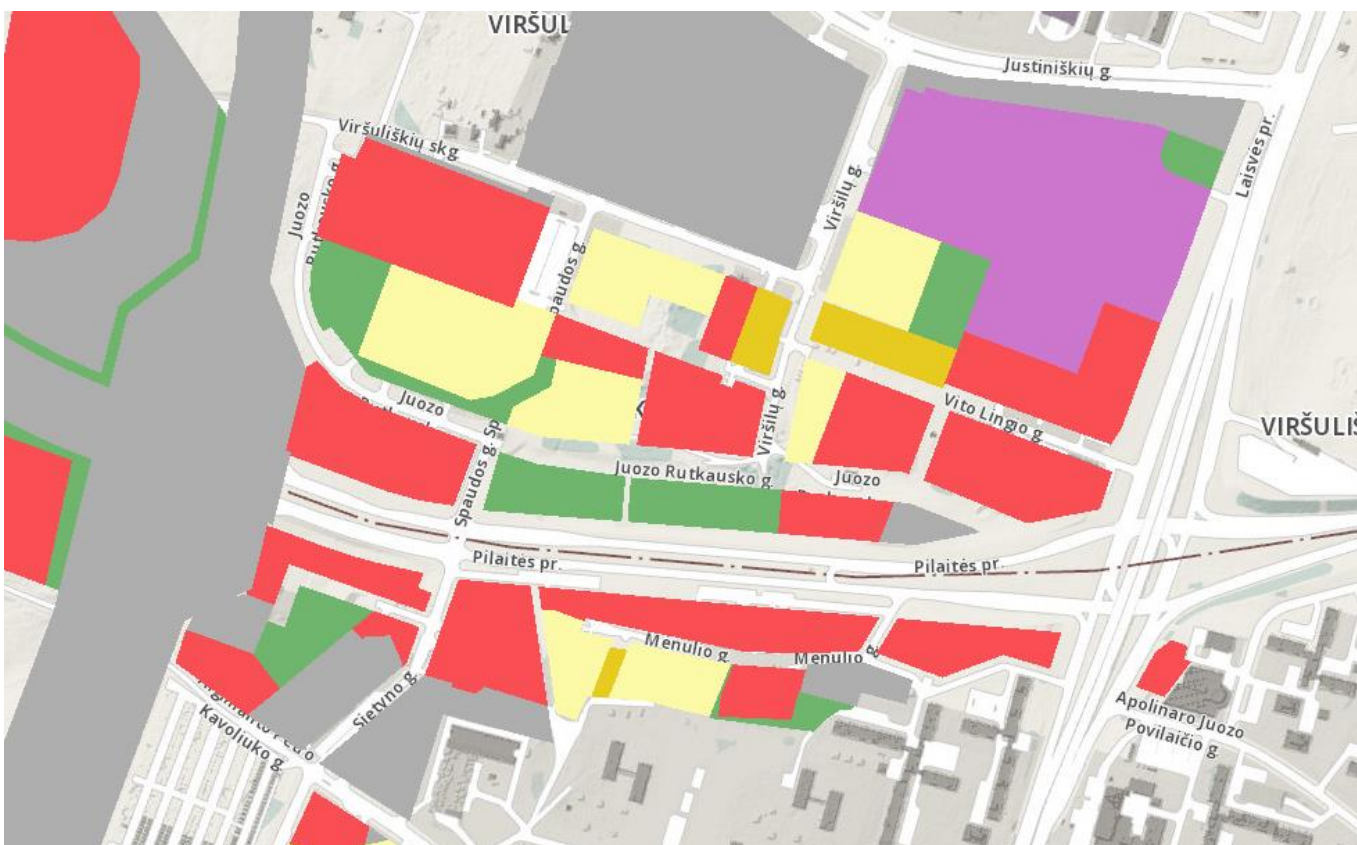 VIRŠUL
Justiniškių g.
Viršuliškių skg.
Laisvės pr.
Viršilų g.
Juozo
Spaudos g.
Juozo
Vito Lingio g.
VIRŠULIŠ
Viršilų g.
Juozo Rutkausko g.
Juozo
Spaudos g. Sp
Pilaitės pr.
Pilaitės pr.
Menulio g.
Menulio g.
Sietyno g.
Kavoliuko g.
Apolinaro Juozo
Povilaičio g.